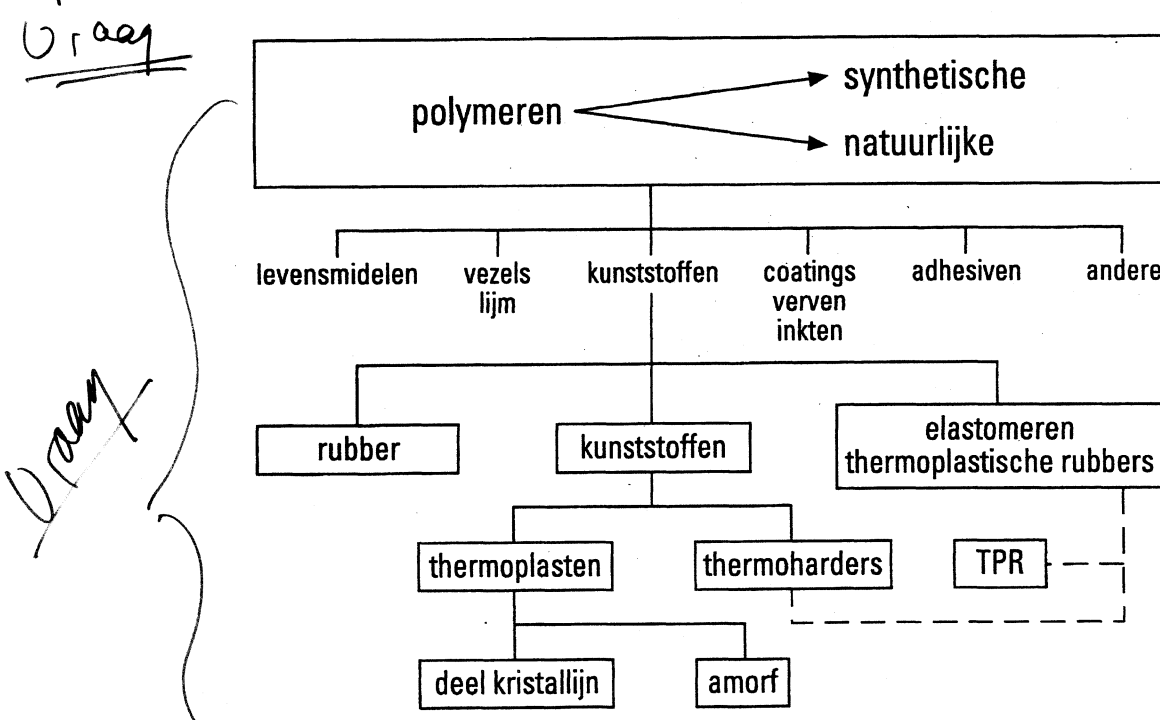 Vraag
synthetische
polymeren
natuurlijke
levensmidelen vezels kunststoffen coatings adhesiven andere
lijm verven
inkten
Vraag
rubber kunststoffen elastomeren
thermoplastische rubbers
thermoplasten thermoharders TPR
deel kristallijn amorf